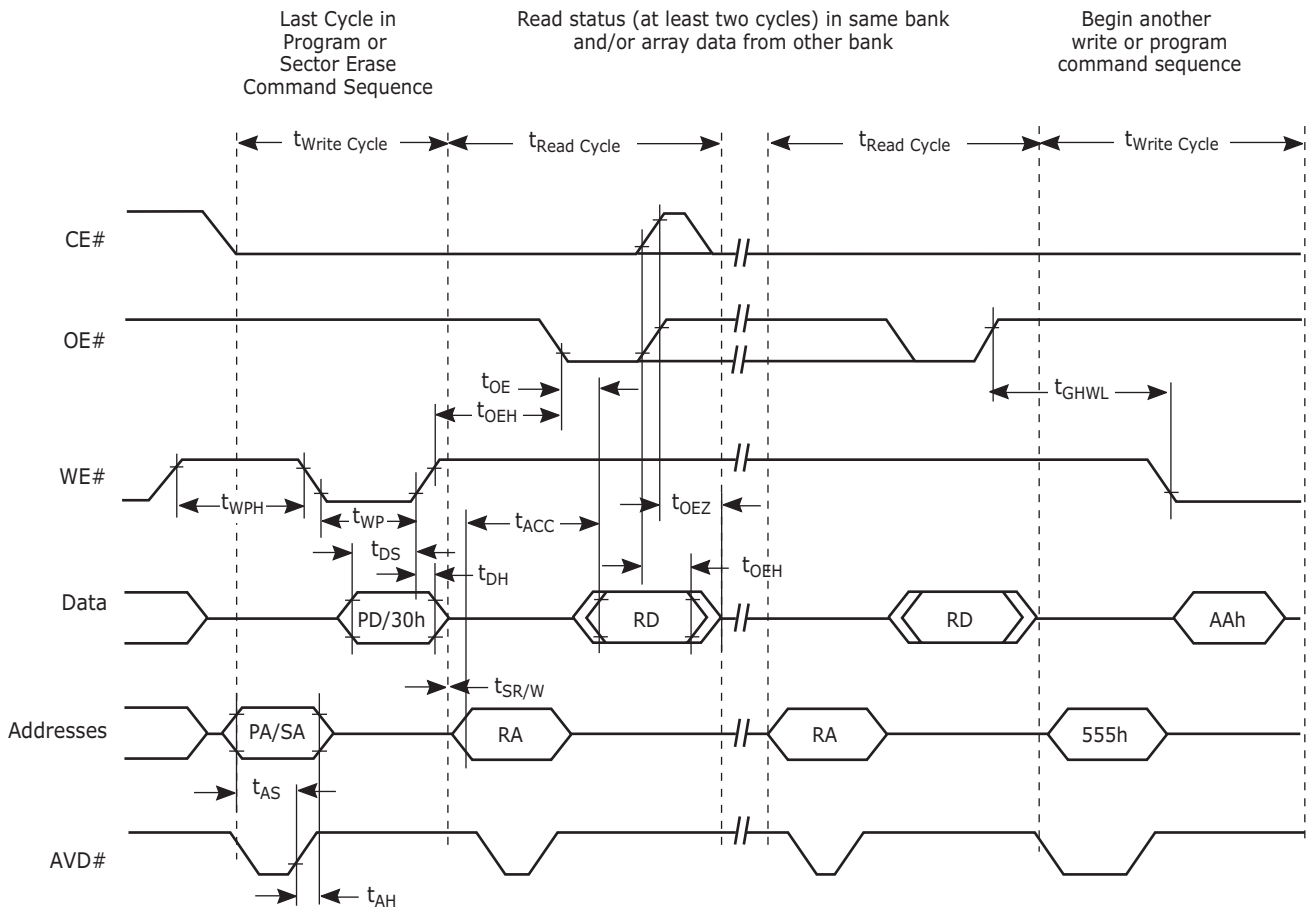 Last Cycle in
Program or
Sector Erase
Command Sequence
Read status (at least two cycles) in same bank
and/or array data from other bank
Begin another
write or program
command sequence
tWrite Cycle
tRead Cycle
tRead Cycle
tWrite Cycle
CE#
OE#
tOE
tOEH
tGHWL
WE#
tWPH
tWP
tACC
tOEZ
tDS
tDH
tOEH
Data
PD/30h
RD
RD
AAh
tSR/W
Addresses
PA/SA
RA
RA
555h
tAS
AVD#
tAH